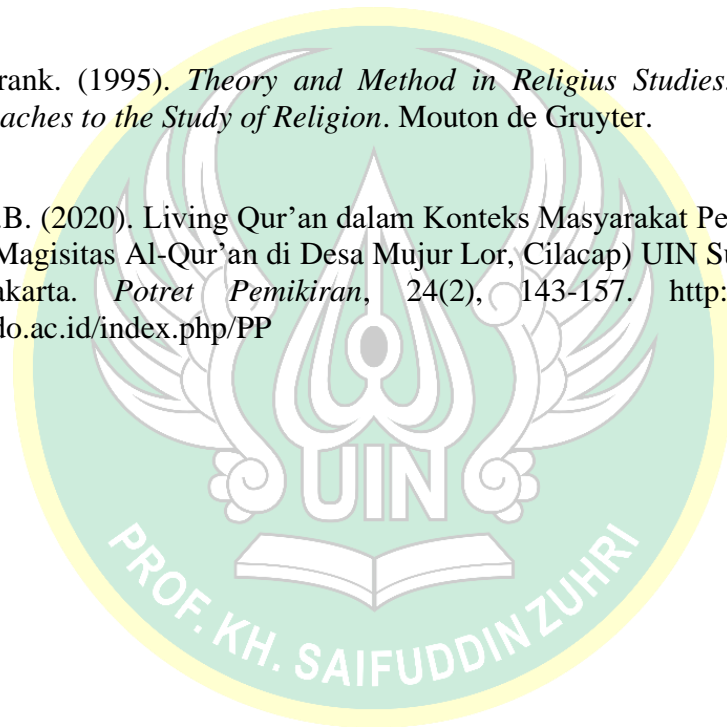 rank. (1995). Theory and Method in Religius Studies.
aches to the Study of Religion. Mouton de Gruyter.
.B. (2020). Living Qur’an dalam Konteks Masyarakat Pe
Magisitas Al-Qur’an di Desa Mujur Lor, Cilacap) UIN Su
akarta. Potret Pemikiran, 24(2), 143-157. http:
do.ac.id/index.php/PP
UIN
PROF. KH. SAIFUDDIN ZUHRI